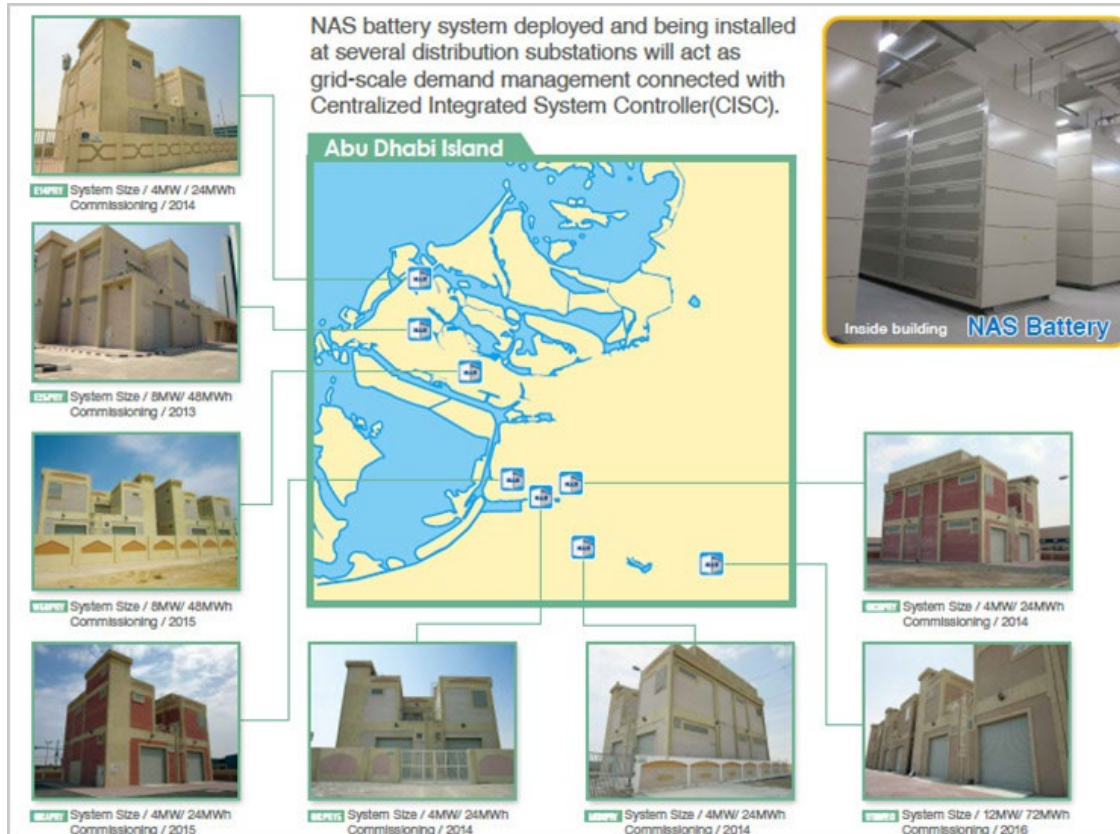 NAS battery system deployed and being installed
at several distribution substations will act as
grid-scale demand management connected with
Centralized Integrated System Controller(CISC).
Abu Dhabi Island
Inside building NAS Battery
E14PRY System Size / 4MW / 24MWh
Commissioning / 2014
E25PRY System Size / 8MW/ 48MWh
Commissioning / 2013
System Size / 8MW/ 48MWh
Commissioning / 2015
System Size / 4MW/ 24MWh
Commissioning / 2014
System Size / 4MW/ 24MWh
Commissioning / 2015
System Size / 4MW/ 24MWh
Commissioning / 2014
System Size / 4MW/ 24MWh
Commissioning / 2014
System Size / 12MW/ 72MWh
Commissioning /